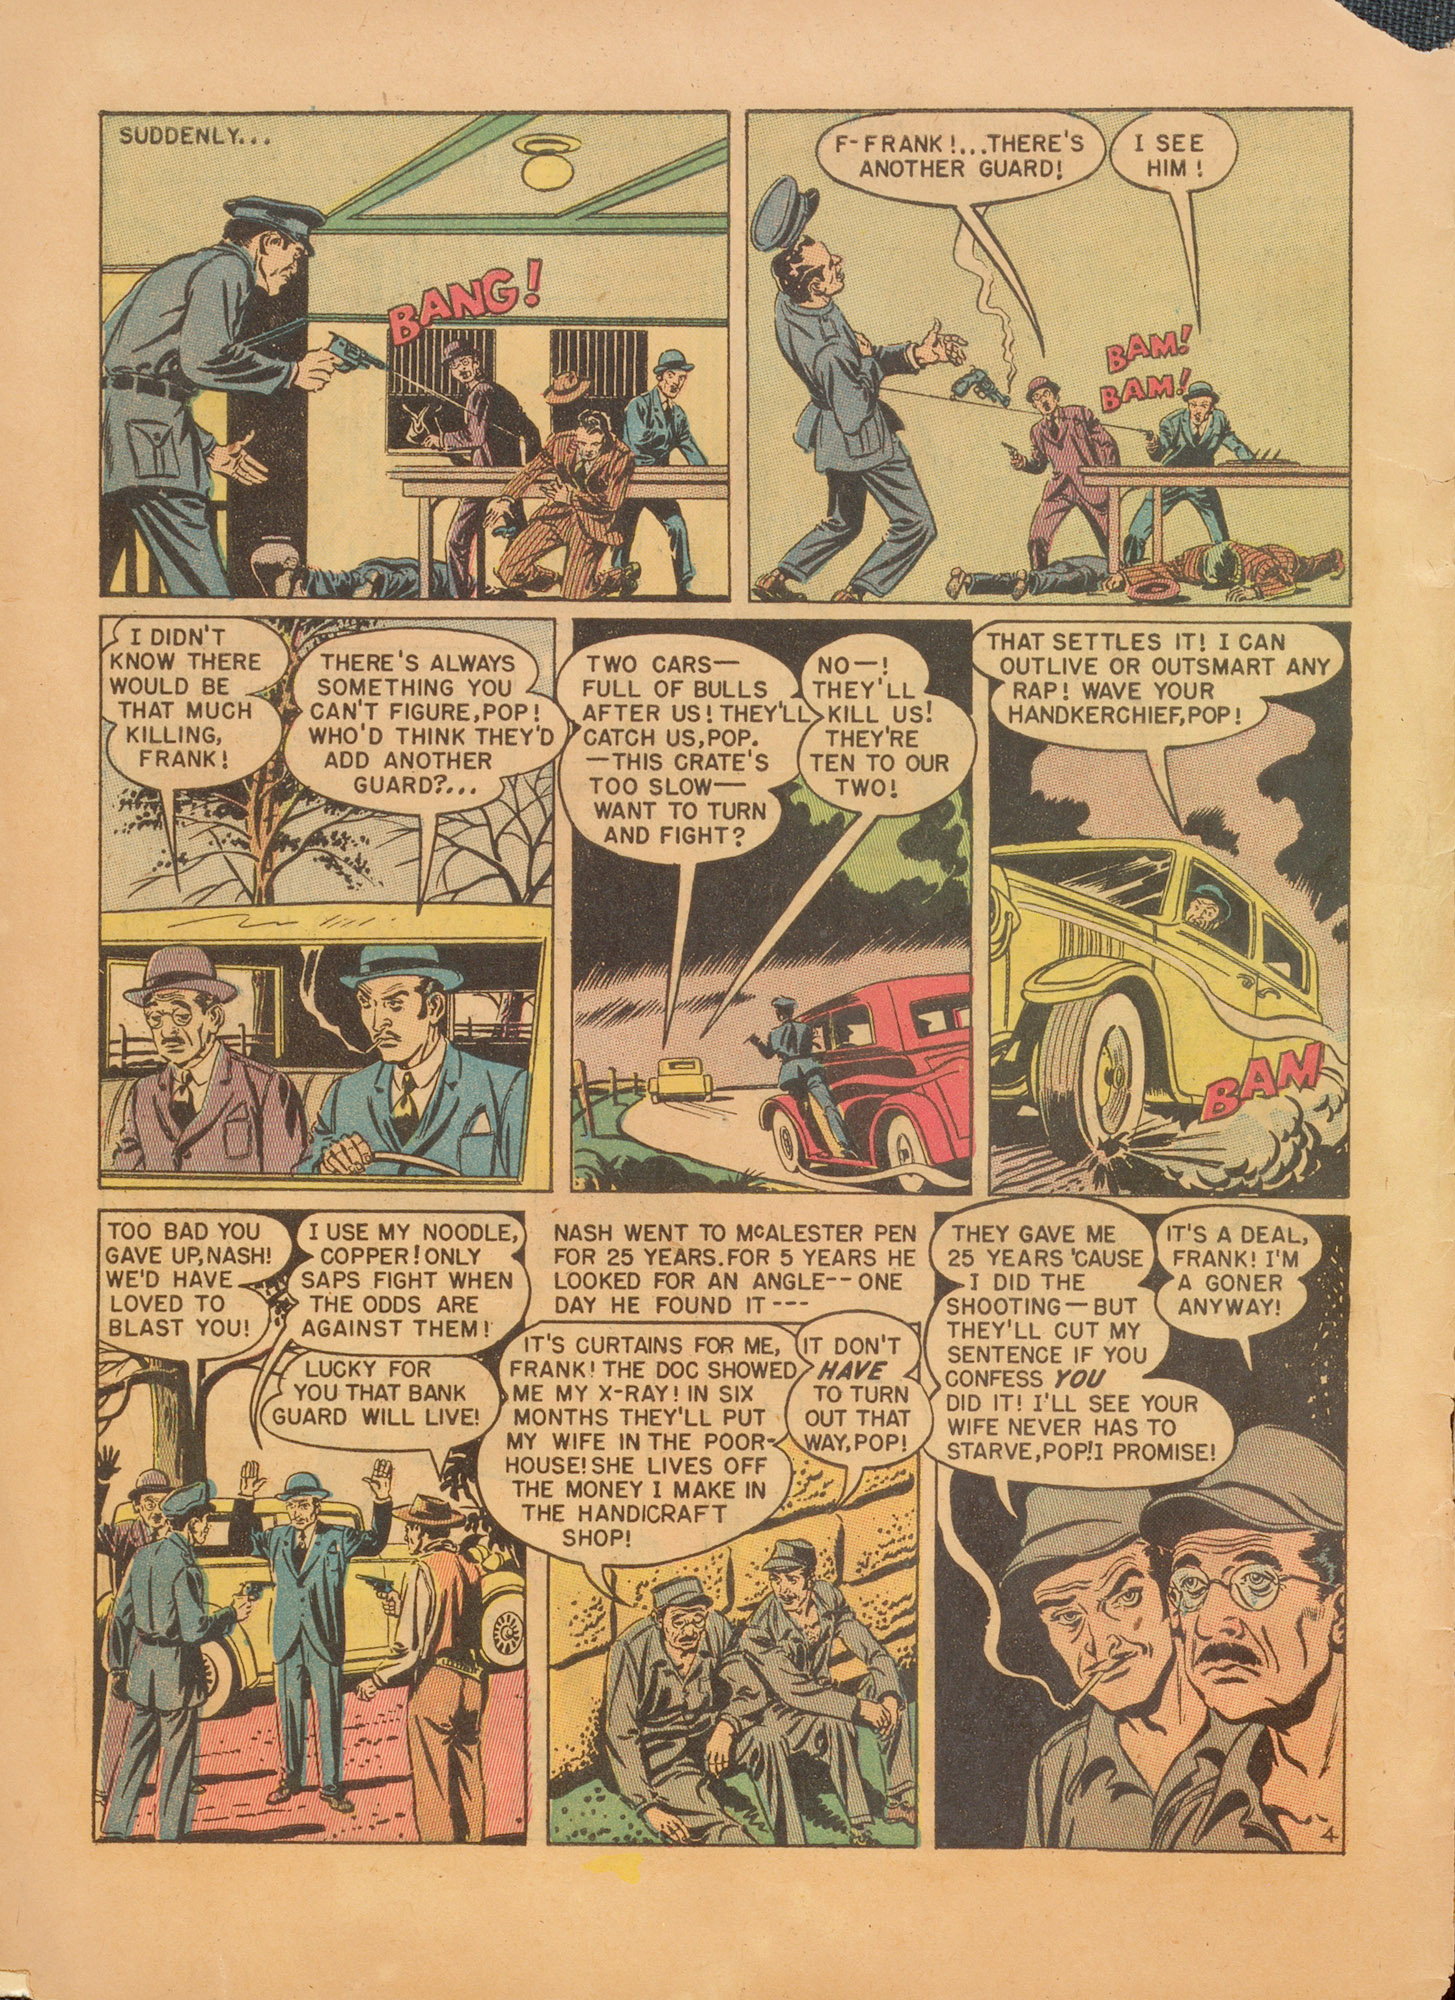 SUDDENLY...
BANG!
F-FRANK!...THERE'S
ANOTHER GUARD!
I SEE
HIM!
BAM!
BAM!
I DIDN'T
KNOW THERE
WOULD BE
THAT MUCH
KILLING,
FRANK!
THERE'S ALWAYS
SOMETHING YOU
CAN'T FIGURE, POP!
WHO'D THINK THEY'D
ADD ANOTHER
GUARD?...
TWO CARS—
FULL OF BULLS
AFTER US! THEY'LL
CATCH US, POP.
—THIS CRATE'S
TOO SLOW—
WANT TO TURN
AND FIGHT?
NO—!
THEY'LL
KILL US!
THEY'RE
TEN TO OUR
TWO!
THAT SETTLES IT! I CAN
OUTLIVE OR OUTSMART ANY
RAP! WAVE YOUR
HANDKERCHIEF, POP!
BAM
TOO BAD YOU
GAVE UP, NASH!
WE'D HAVE
LOVED TO
BLAST YOU!
I USE MY NOODLE,
COPPER! ONLY
SAPS FIGHT WHEN
THE ODDS ARE
AGAINST THEM!
LUCKY FOR
YOU THAT BANK
GUARD WILL LIVE!
NASH WENT TO McALESTER PEN
FOR 25 YEARS. FOR 5 YEARS HE
LOOKED FOR AN ANGLE-- ONE
DAY HE FOUND IT ---
IT'S CURTAINS FOR ME,
FRANK! THE DOC SHOWED
ME MY X-RAY! IN SIX
MONTHS THEY'LL PUT
MY WIFE IN THE POOR-
HOUSE! SHE LIVES OFF
THE MONEY I MAKE IN
THE HANDICRAFT
SHOP!
IT DON'T
HAVE
TO TURN
OUT THAT
WAY, POP!
THEY GAVE ME
25 YEARS 'CAUSE
I DID THE
SHOOTING—BUT
THEY'LL CUT MY
SENTENCE IF YOU
CONFESS YOU
DID IT! I'LL SEE YOUR
WIFE NEVER HAS TO
STARVE, POP! I PROMISE!
IT'S A DEAL,
FRANK! I'M
A GONER
ANYWAY!
4